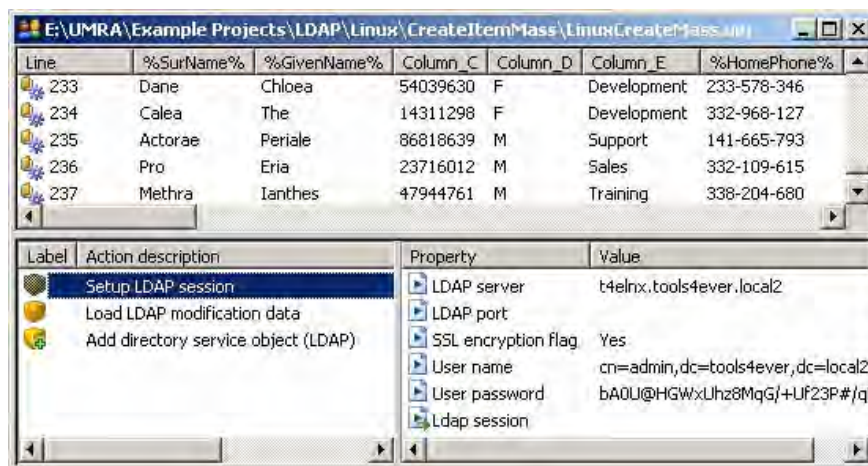 E:\UMRA\Example Projects\LDAP\Linux\CreateItemMass\LinuxCreateMass.upj
Line %SurName% %GivenName% Column_C Column_D Column_E %HomePhone%
233 Dane Chloea 54039630 F Development 233-578-346
234 Calea The 14311298 F Development 332-968-127
235 Actorae Periale 86818639 M Support 141-665-793
236 Pro Eria 23716012 M Sales 332-109-615
237 Methra Ianthes 47944761 M Training 338-204-680
Label Action description Property Value
Setup LDAP session LDAP server t4elnx.tools4ever.local2
Load LDAP modification data LDAP port
Add directory service object (LDAP) SSL encryption flag Yes
User name cn=admin,dc=tools4ever,dc=local2
User password bA0U@HGWxUhz8MqG/+Uf23P#/q
Ldap session